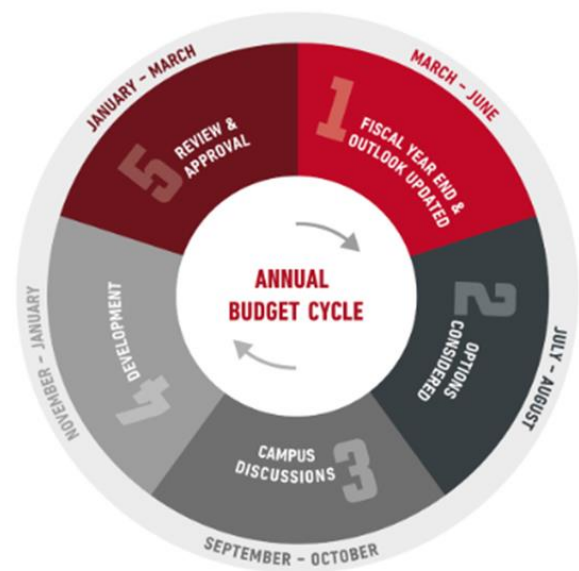 ANNUAL
BUDGET CYCLE
MARCH – JUNE
1
FISCAL YEAR END &
OUTLOOK UPDATED
JULY – AUGUST
2
OPTIONS
CONSIDERED
SEPTEMBER – OCTOBER
3
CAMPUS
DISCUSSIONS
NOVEMBER – JANUARY
4
DEVELOPMENT
JANUARY – MARCH
5
REVIEW &
APPROVAL